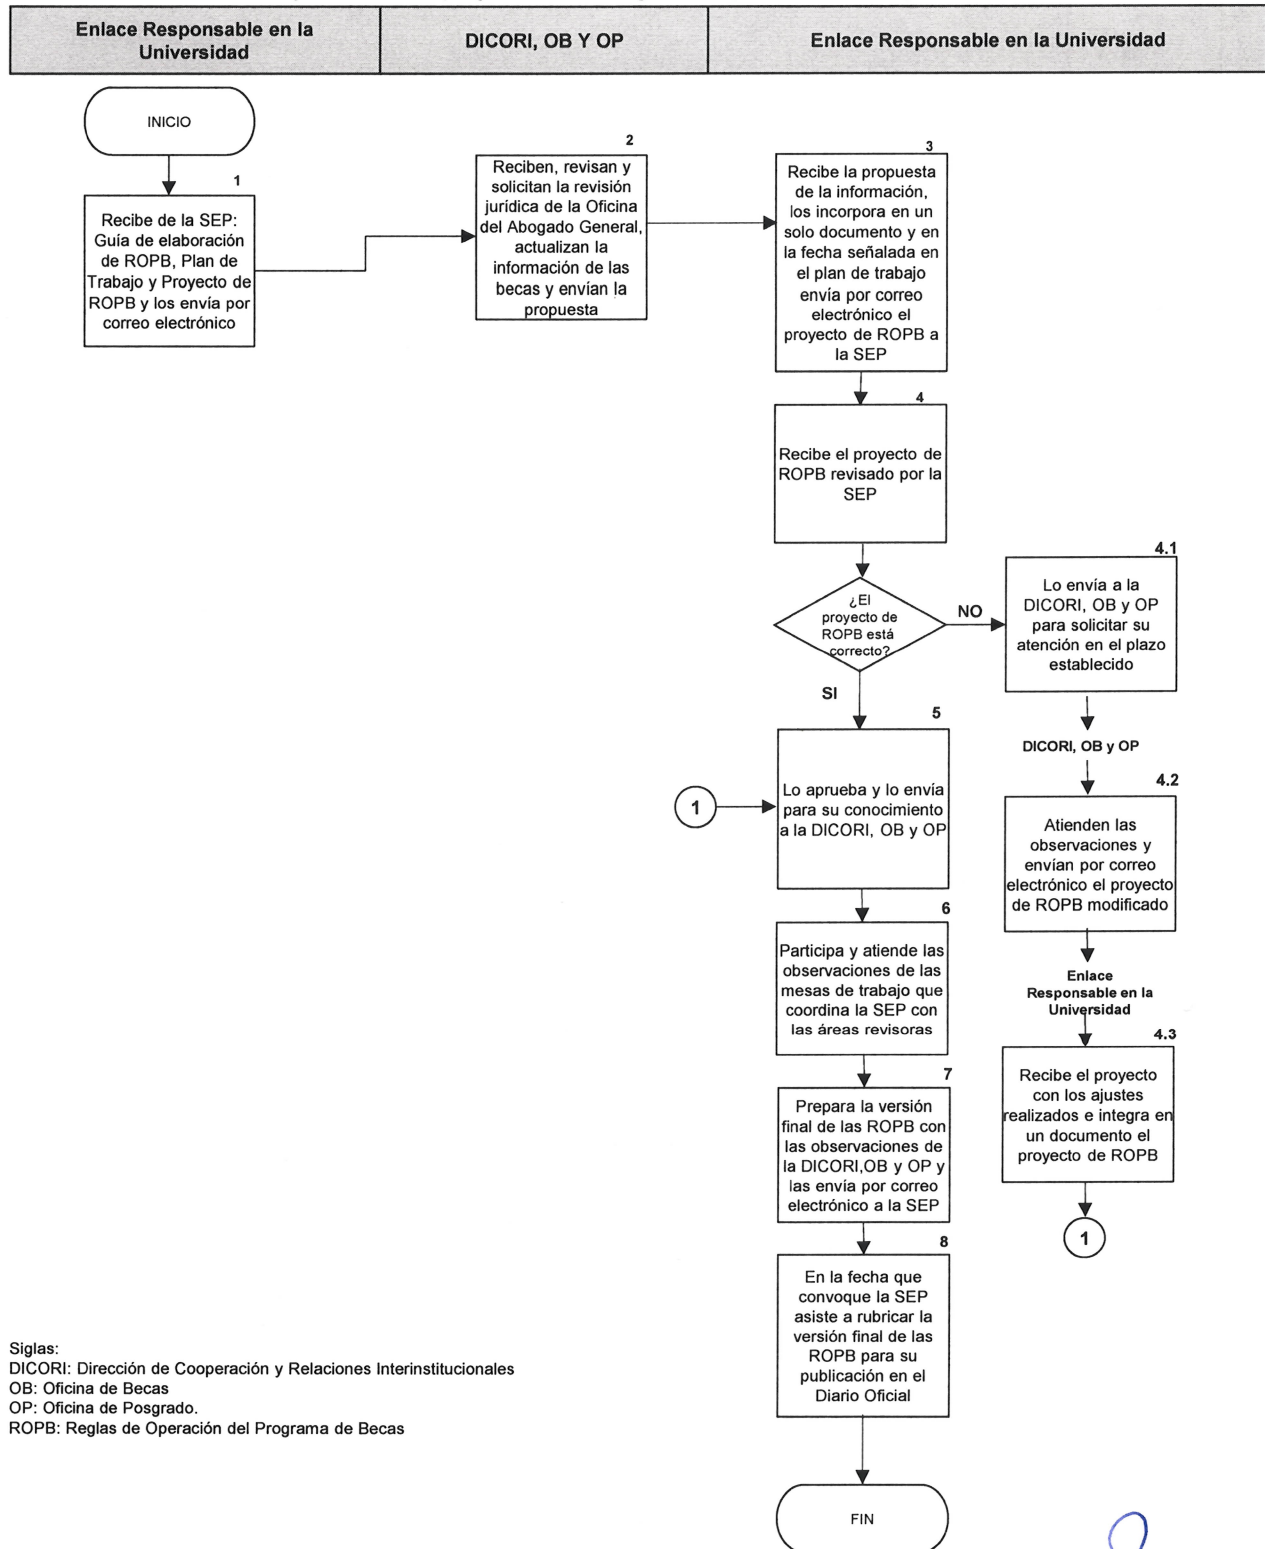 Enlace Responsable en la
Universidad
DICORI, OB Y OP
Enlace Responsable en la Universidad
INICIO
1
Recibe de la SEP:
Guía de elaboración
de ROPB, Plan de
Trabajo y Proyecto de
ROPB y los envía por
correo electrónico
2
Reciben, revisan y
solicitan la revisión
jurídica de la Oficina
del Abogado General,
actualizan la
información de las
becas y envían la
propuesta
3
Recibe la propuesta
de la información,
los incorpora en un
solo documento y en
la fecha señalada en
el plan de trabajo
envía por correo
electrónico el
proyecto de ROPB a
la SEP
4
Recibe el proyecto de
ROPB revisado por la
SEP
¿El
proyecto de
ROPB está
correcto?
NO
SI
4.1
Lo envía a la
DICORI, OB y OP
para solicitar su
atención en el plazo
establecido
DICORI, OB y OP
4.2
Atienden las
observaciones y
envían por correo
electrónico el proyecto
de ROPB modificado
Enlace
Responsable en la
Universidad
4.3
Recibe el proyecto
con los ajustes
realizados e integra en
un documento el
proyecto de ROPB
1
5
1
Lo aprueba y lo envía
para su conocimiento
a la DICORI, OB y OP
6
Participa y atiende las
observaciones de las
mesas de trabajo que
coordina la SEP con
las áreas revisoras
7
Prepara la versión
final de las ROPB con
las observaciones de
la DICORI,OB y OP y
las envía por correo
electrónico a la SEP
8
En la fecha que
convoque la SEP
asiste a rubricar la
versión final de las
ROPB para su
publicación en el
Diario Oficial
FIN
Siglas:
DICORI: Dirección de Cooperación y Relaciones Interinstitucionales
OB: Oficina de Becas
OP: Oficina de Posgrado.
ROPB: Reglas de Operación del Programa de Becas